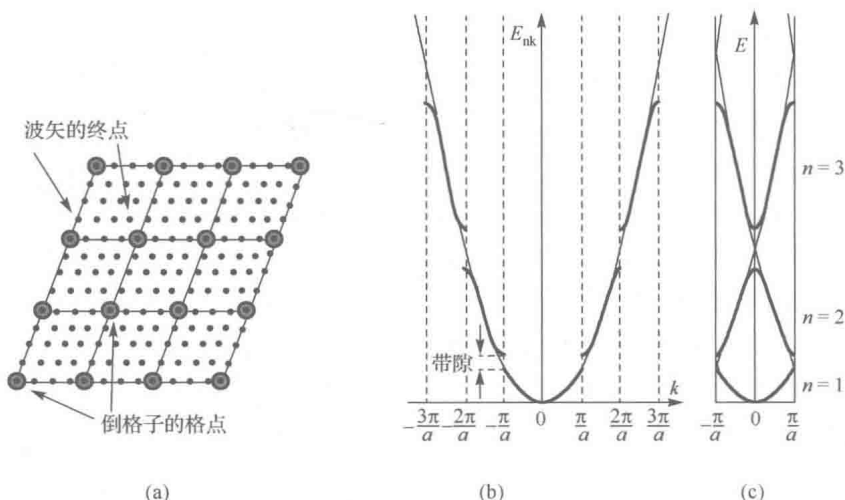 波矢的终点
倒格子的格点
(a)
E_nk
带隙
k
-3π/a -2π/a -π/a 0 π/a 2π/a 3π/a
(b)
E
n = 3
n = 2
n = 1
-π/a 0 π/a
(c)